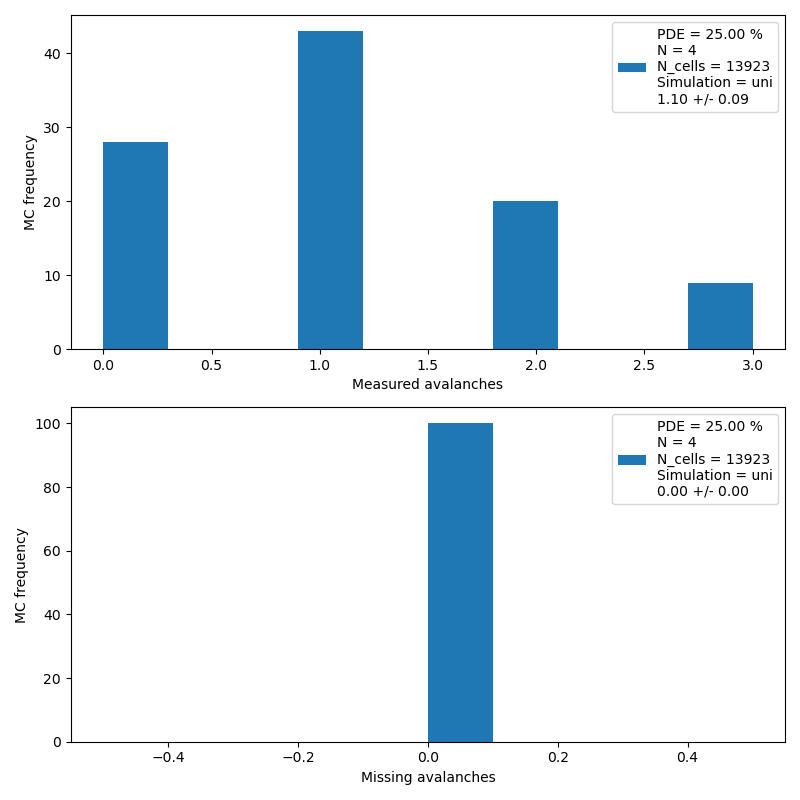 PDE = 25.00 %
N = 4
N_cells = 13923
Simulation = uni
1.10 +/- 0.09
MC frequency
40
30
20
10
0
0.0 0.5 1.0 1.5 2.0 2.5 3.0
Measured avalanches
PDE = 25.00 %
N = 4
N_cells = 13923
Simulation = uni
0.00 +/- 0.00
MC frequency
100
80
60
40
20
0
−0.4 −0.2 0.0 0.2 0.4
Missing avalanches